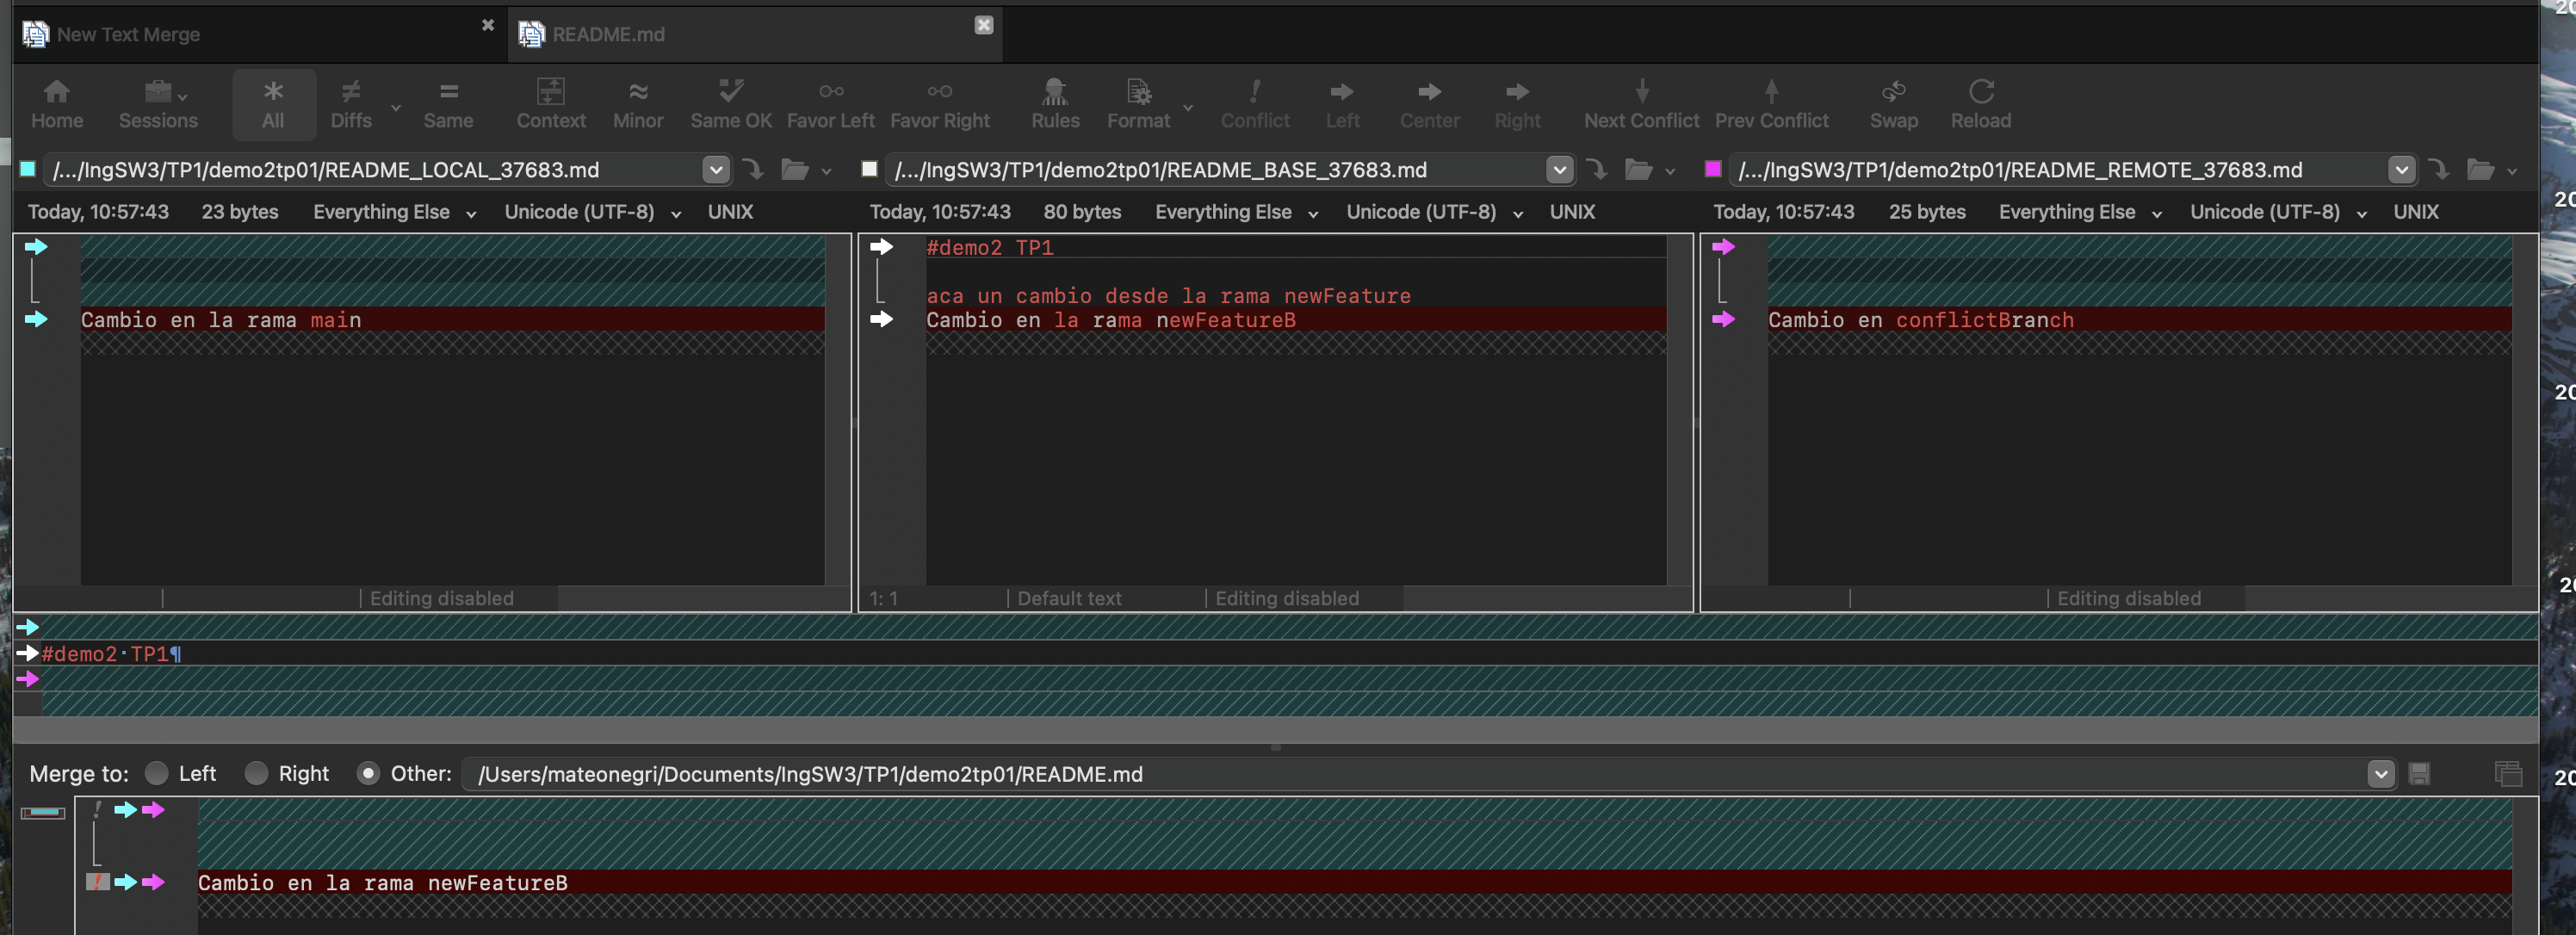 New Text Merge
README.md
Home Sessions All Diffs Same Context Minor Same OK Favor Left Favor Right Rules Format Conflict Left Center Right Next Conflict Prev Conflict Swap Reload
/.../IngSW3/TP1/demo2tp01/README_LOCAL_37683.md
/.../IngSW3/TP1/demo2tp01/README_BASE_37683.md
/.../IngSW3/TP1/demo2tp01/README_REMOTE_37683.md
Today, 10:57:43 23 bytes Everything Else Unicode (UTF-8) UNIX
Today, 10:57:43 80 bytes Everything Else Unicode (UTF-8) UNIX
Today, 10:57:43 25 bytes Everything Else Unicode (UTF-8) UNIX
Cambio en la rama main
Editing disabled
#demo2 TP1
aca un cambio desde la rama newFeature
Cambio en la rama newFeatureB
1: 1 Default text Editing disabled
Cambio en conflictBranch
Editing disabled
#demo2·TP1¶
Merge to: Left Right Other: /Users/mateonegri/Documents/IngSW3/TP1/demo2tp01/README.md
Cambio en la rama newFeatureB